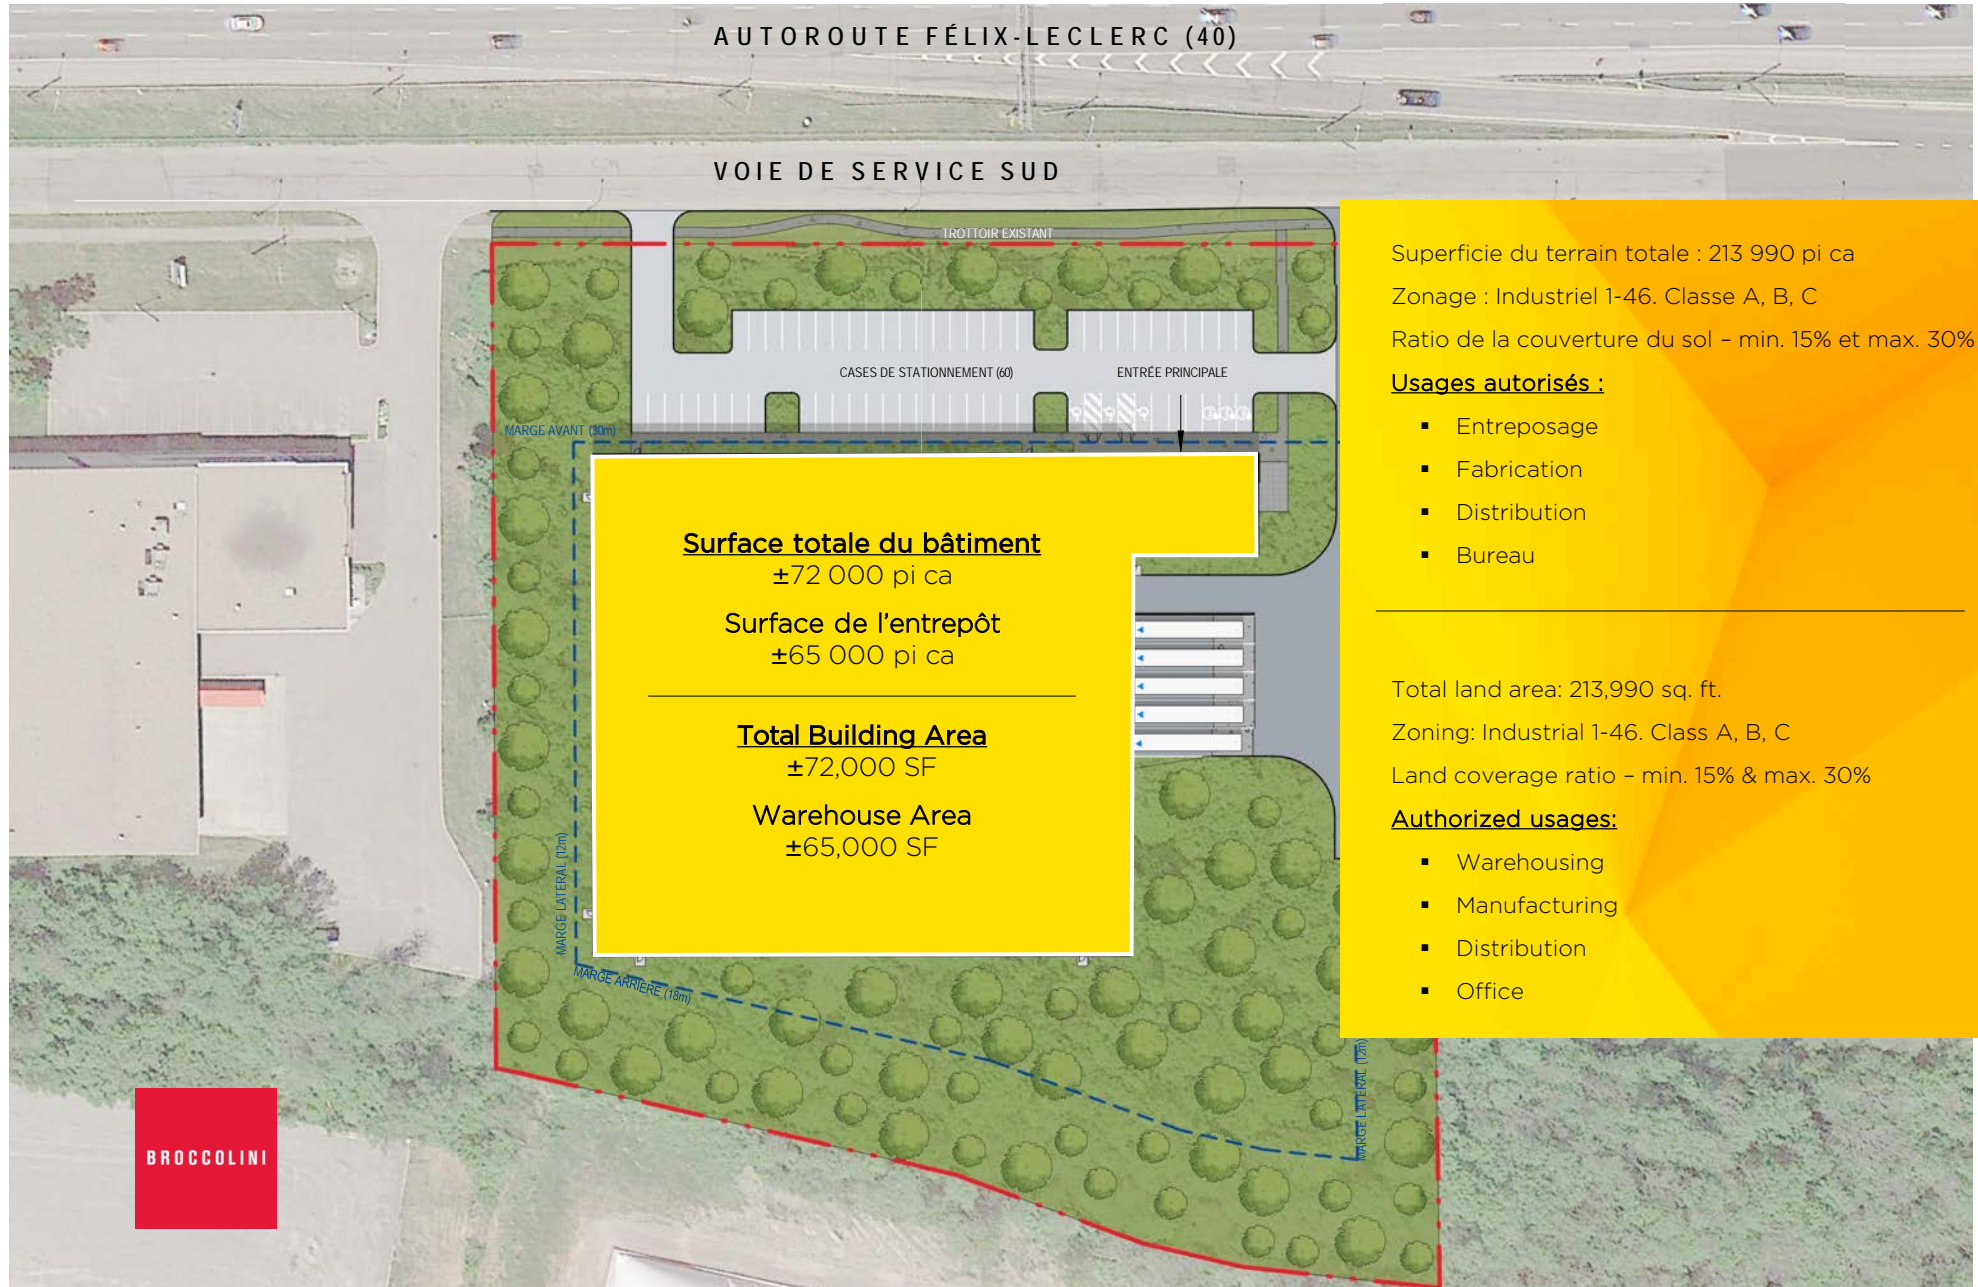 AUTOROUTE FÉLIX-LECLERC (40)
VOIE DE SERVICE SUD
TROTTOIR EXISTANT
CASES DE STATIONNEMENT (60)
ENTRÉE PRINCIPALE
MARGE AVANT (30m)
Surface totale du bâtiment
±72 000 pi ca
Surface de l'entrepôt
±65 000 pi ca
Total Building Area
±72,000 SF
Warehouse Area
±65,000 SF
MARGE LATÉRAL (12m)
MARGE ARRIÈRE (18m)
MARGE LATÉRAL (12m)
Superficie du terrain totale : 213 990 pi ca
Zonage : Industriel 1-46. Classe A, B, C
Ratio de la couverture du sol – min. 15% et max. 30%
Usages autorisés :
▪ Entreposage
▪ Fabrication
▪ Distribution
▪ Bureau
Total land area: 213,990 sq. ft.
Zoning: Industrial 1-46. Class A, B, C
Land coverage ratio – min. 15% & max. 30%
Authorized usages:
▪ Warehousing
▪ Manufacturing
▪ Distribution
▪ Office
BROCCOLINI